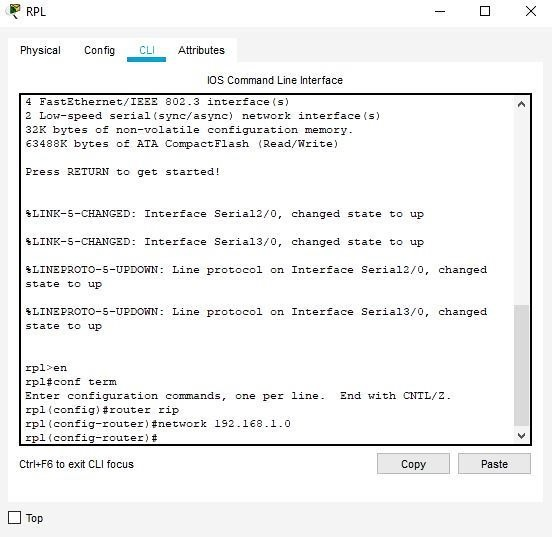 RPL
Physical Config CLI Attributes
IOS Command Line Interface
4 FastEthernet/IEEE 802.3 interface(s)
2 Low-speed serial(sync/async) network interface(s)
32K bytes of non-volatile configuration memory.
63488K bytes of ATA CompactFlash (Read/Write)
Press RETURN to get started!
%LINK-5-CHANGED: Interface Serial2/0, changed state to up
%LINK-5-CHANGED: Interface Serial3/0, changed state to up
%LINEPROTO-5-UPDOWN: Line protocol on Interface Serial2/0, changed
state to up
%LINEPROTO-5-UPDOWN: Line protocol on Interface Serial3/0, changed
state to up
rpl>en
rpl#conf term
Enter configuration commands, one per line.  End with CNTL/Z.
rpl(config)#router rip
rpl(config-router)#network 192.168.1.0
rpl(config-router)#
Ctrl+F6 to exit CLI focus Copy Paste
Top